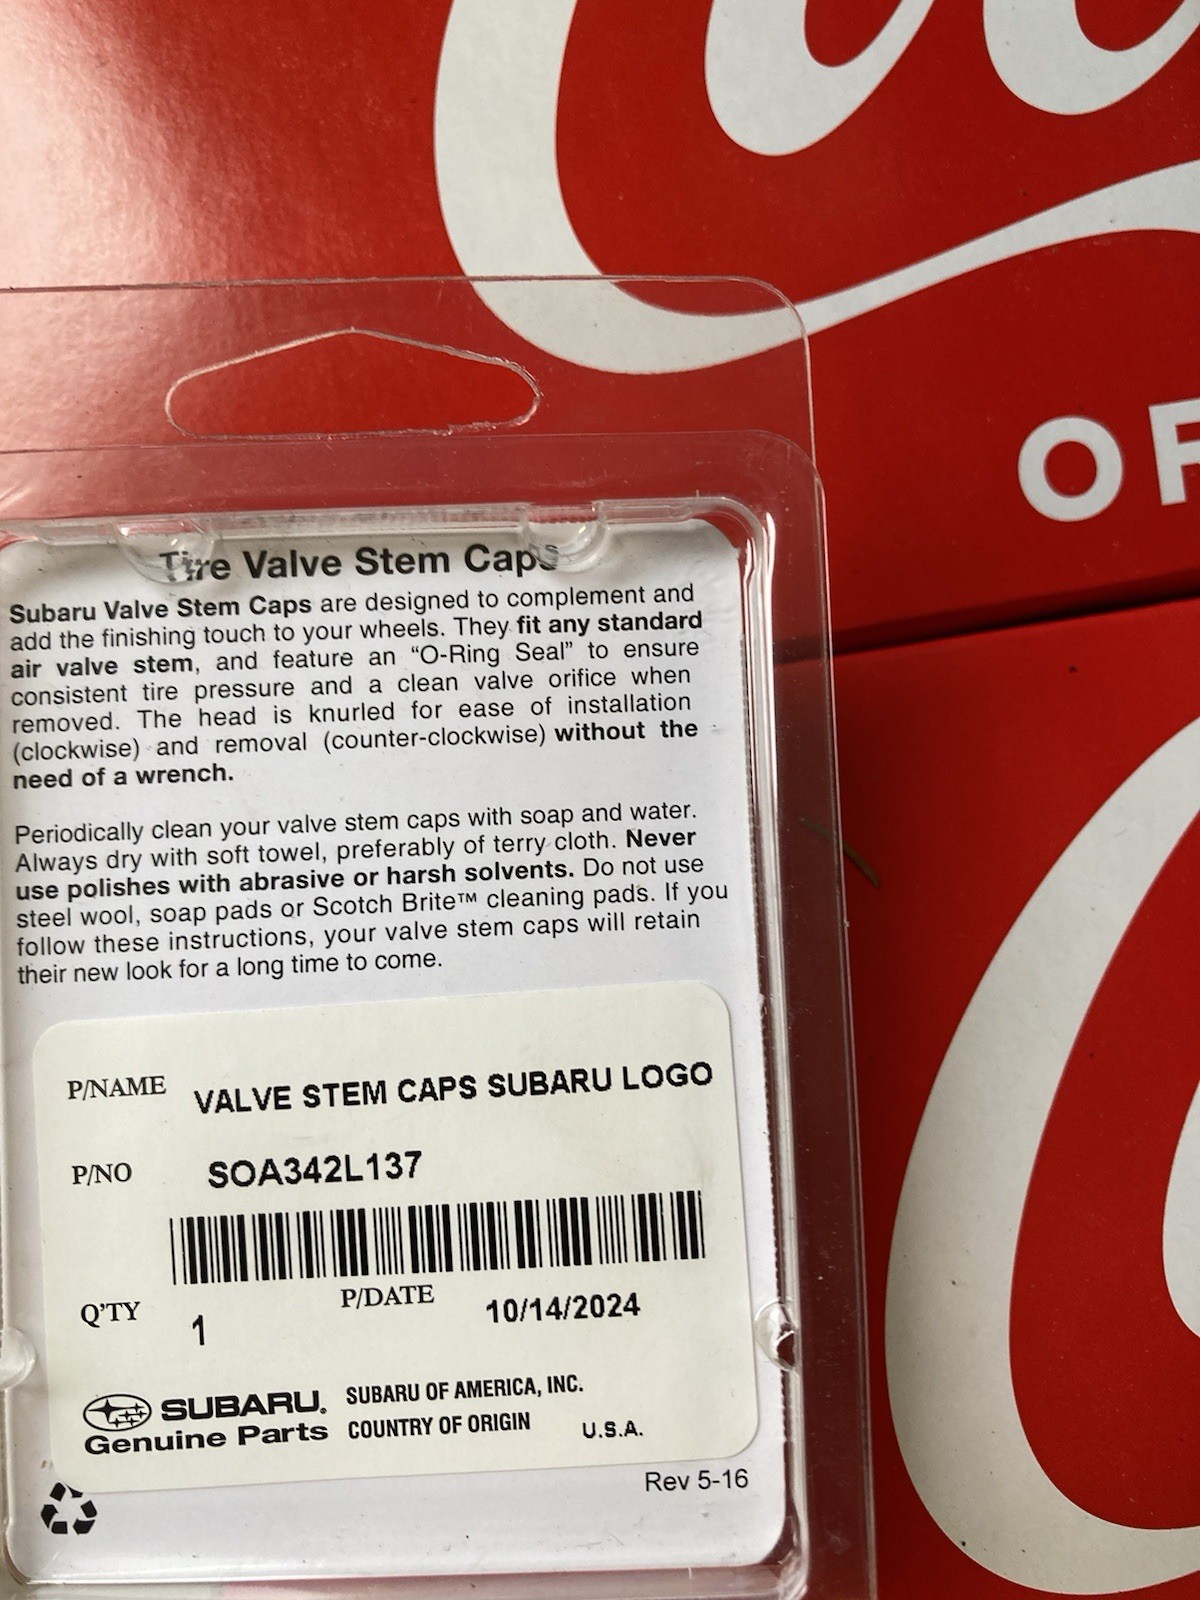 OF
Tire Valve Stem Caps
Subaru Valve Stem Caps are designed to complement and
add the finishing touch to your wheels. They fit any standard
air valve stem, and feature an “O-Ring Seal” to ensure
consistent tire pressure and a clean valve orifice when
removed. The head is knurled for ease of installation
(clockwise) and removal (counter-clockwise) without the
need of a wrench.
Periodically clean your valve stem caps with soap and water.
Always dry with soft towel, preferably of terry cloth. Never
use polishes with abrasive or harsh solvents. Do not use
steel wool, soap pads or Scotch Brite™ cleaning pads. If you
follow these instructions, your valve stem caps will retain
their new look for a long time to come.
P/NAME VALVE STEM CAPS SUBARU LOGO
P/NO SOA342L137
Q'TY 1 P/DATE 10/14/2024
SUBARU. SUBARU OF AMERICA, INC.
Genuine Parts COUNTRY OF ORIGIN U.S.A.
Rev 5-16